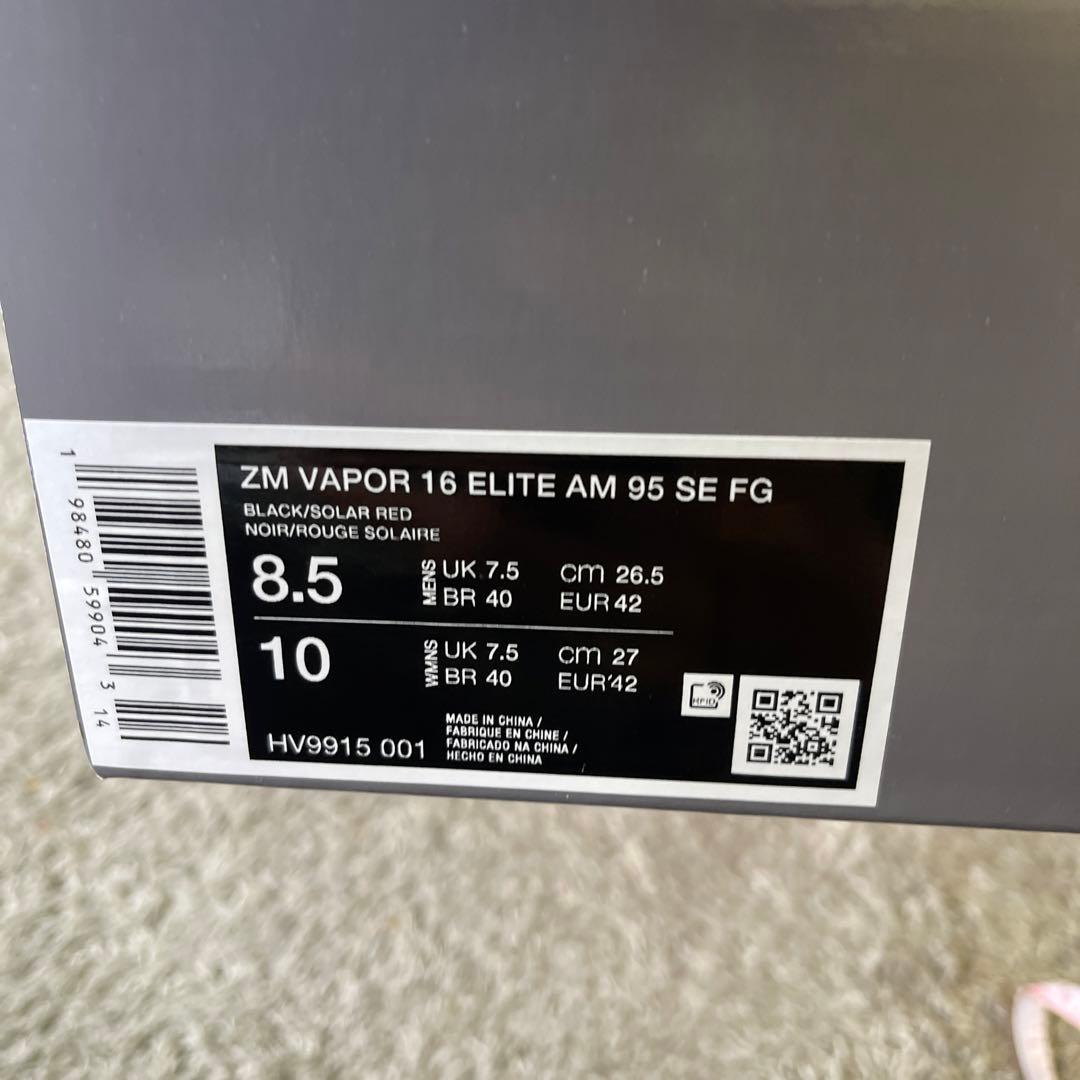 ZM VAPOR 16 ELITE AM 95 SE FG
BLACK/SOLAR RED
NOIR/ROUGE SOLAIRE
8.5 MENS UK 7.5 cm 26.5
BR 40 EUR 42
10 WMNS UK 7.5 cm 27
BR 40 EUR 42
HV9915 001
MADE IN CHINA /
FABRIQUE EN CHINE /
FABRICADO NA CHINA /
HECHO EN CHINA
RFID
1 98480 59904 3 14